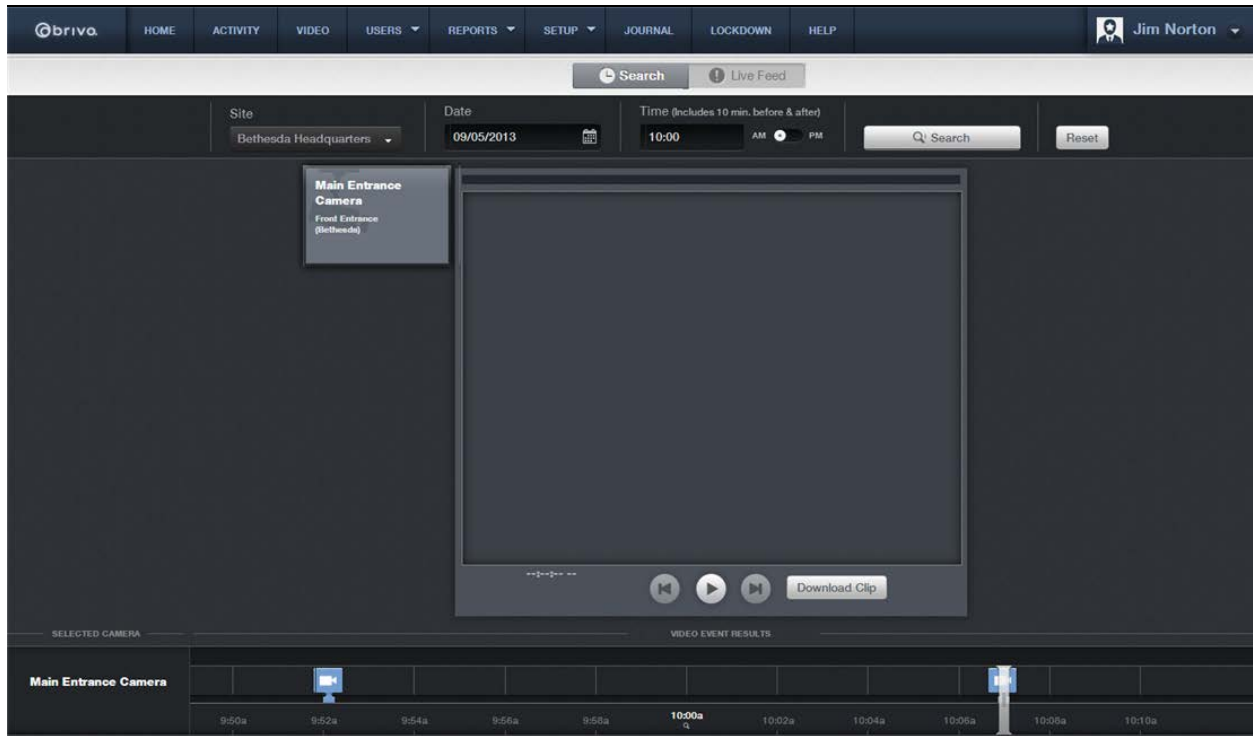 brivo.
HOME
ACTIVITY
VIDEO
USERS
REPORTS
SETUP
JOURNAL
LOCKDOWN
HELP
Jim Norton
Search
Live Feed
Site
Date
Time (Includes 10 min. before & after)
Bethesda Headquarters
09/05/2013
10:00
AM
PM
Search
Reset
Main Entrance
Camera
Front Entrance
(Bethesda)
--:--:-- --
Download Clip
SELECTED CAMERA
VIDEO EVENT RESULTS
Main Entrance Camera
9:50a
9:52a
9:54a
9:56a
9:58a
10:00a
10:02a
10:04a
10:06a
10:08a
10:10a